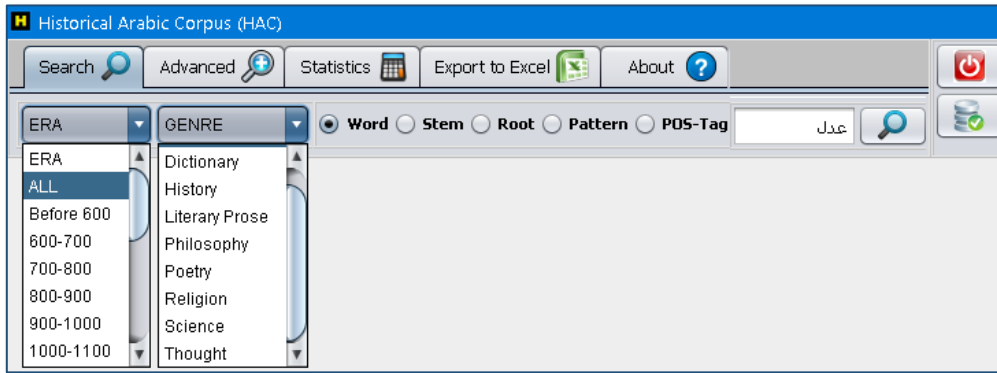 H Historical Arabic Corpus (HAC)
Search Advanced Statistics Export to Excel About ?
ERA GENRE Word Stem Root Pattern POS-Tag عدل
ERA
ALL
Before 600
600-700
700-800
800-900
900-1000
1000-1100
Dictionary
History
Literary Prose
Philosophy
Poetry
Religion
Science
Thought